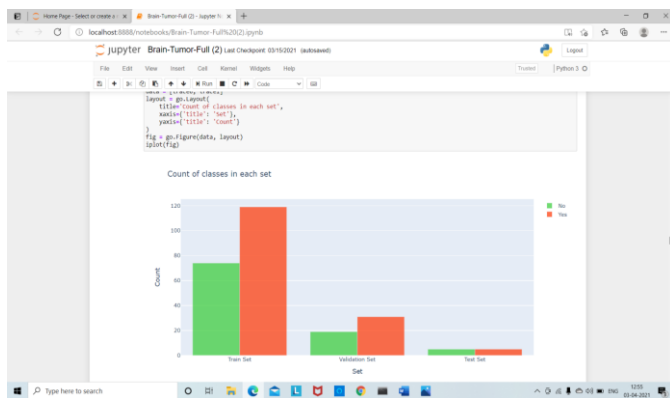 Home Page - Select or create a n
Brain-Tumor-Full (2) - Jupyter N
localhost:8888/notebooks/Brain-Tumor-Full%20(2).ipynb
jupyter Brain-Tumor-Full (2) Last Checkpoint: 03/15/2021 (autosaved)
Logout
File Edit View Insert Cell Kernel Widgets Help
Trusted
Python 3
Run
Code
data = [trace0, trace1]
layout = go.Layout(
title='Count of classes in each set',
xaxis={'title': 'Set'},
yaxis={'title': 'Count'}
)
fig = go.Figure(data, layout)
iplot(fig)
Count of classes in each set
120
100
80
60
40
20
0
Count
Train Set
Validation Set
Test Set
Set
No
Yes
Type here to search
ENG
12:55
03-04-2021